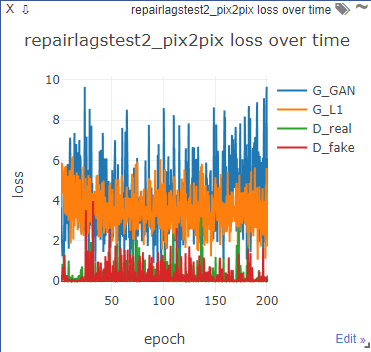 X ⇩ repairlagstest2_pix2pix loss over time
repairlagstest2_pix2pix loss over time
10
8
6
4
2
0
loss
50 100 150 200
epoch
G_GAN
G_L1
D_real
D_fake
Edit »